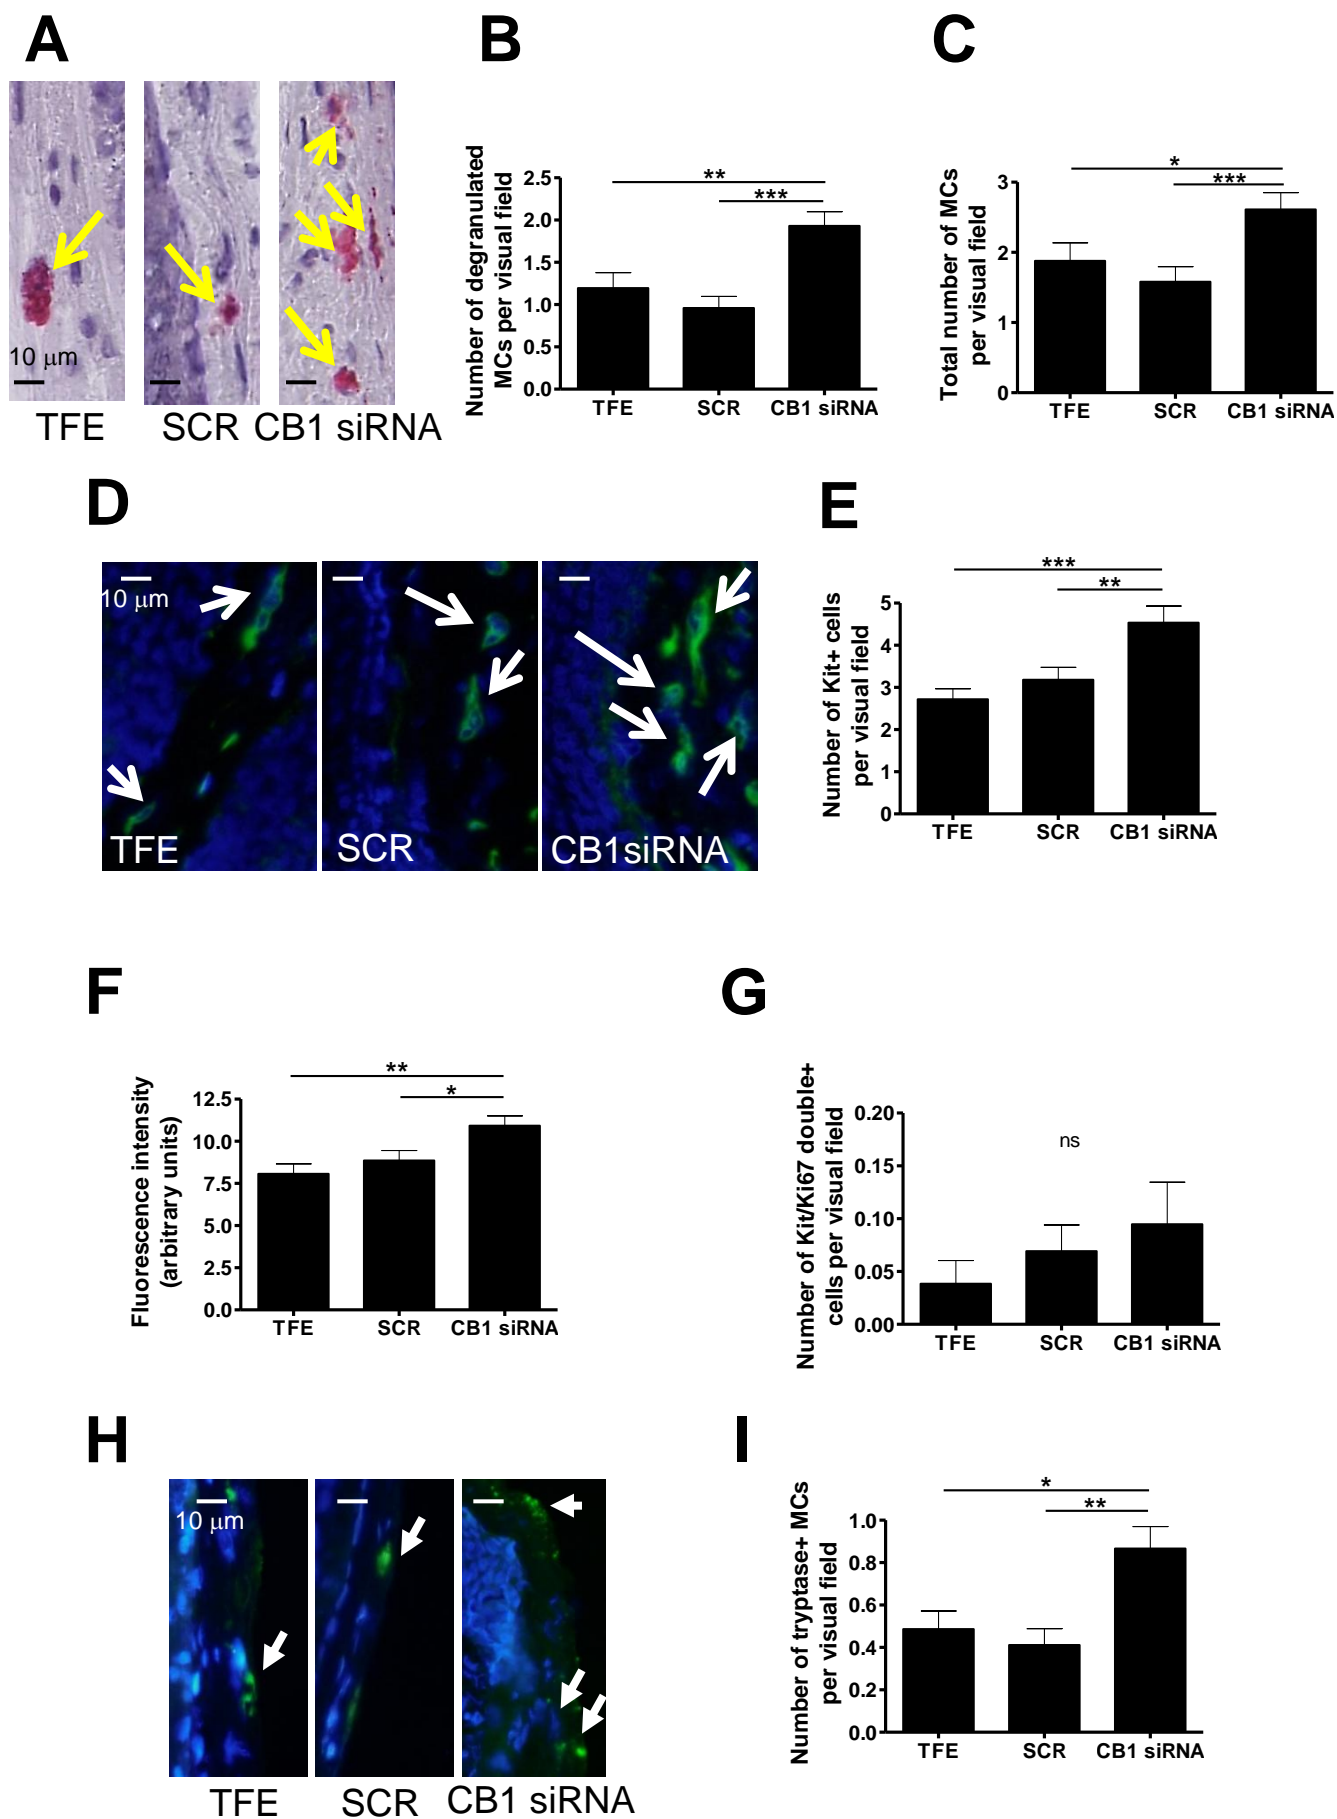 A
10 μm
TFE
SCR
CB1 siRNA
B
Number of degranulated
MCs per visual field
2.5
2.0
1.5
1.0
0.5
0.0
**
***
TFE
SCR
CB1 siRNA
C
Total number of MCs
per visual field
3
2
1
0
*
***
TFE
SCR
CB1 siRNA
D
10 μm
TFE
SCR
CB1siRNA
E
Number of Kit+ cells
per visual field
5
4
3
2
1
0
***
**
TFE
SCR
CB1 siRNA
F
Fluorescence intensity
(arbitrary units)
12.5
10.0
7.5
5.0
2.5
0.0
**
*
TFE
SCR
CB1 siRNA
G
Number of Kit/Ki67 double+
cells per visual field
0.20
0.15
0.10
0.05
0.00
ns
TFE
SCR
CB1 siRNA
H
10 μm
TFE
SCR
CB1 siRNA
I
Number of tryptase+ MCs
per visual field
1.0
0.8
0.6
0.4
0.2
0.0
*
**
TFE
SCR
CB1 siRNA